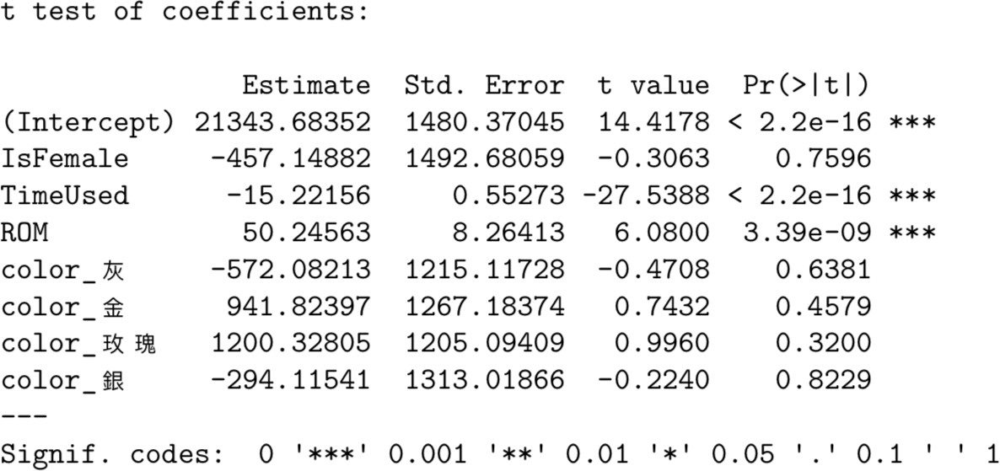 t test of coefficients:
Estimate Std. Error t value Pr(>|t|)
(Intercept) 21343.68352 1480.37045 14.4178 < 2.2e-16 ***
IsFemale -457.14882 1492.68059 -0.3063 0.7596
TimeUsed -15.22156 0.55273 -27.5388 < 2.2e-16 ***
ROM 50.24563 8.26413 6.0800 3.39e-09 ***
color_灰 -572.08213 1215.11728 -0.4708 0.6381
color_金 941.82397 1267.18374 0.7432 0.4579
color_玫瑰 1200.32805 1205.09409 0.9960 0.3200
color_銀 -294.11541 1313.01866 -0.2240 0.8229
---
Signif. codes: 0 '***' 0.001 '**' 0.01 '*' 0.05 '.' 0.1 ' ' 1